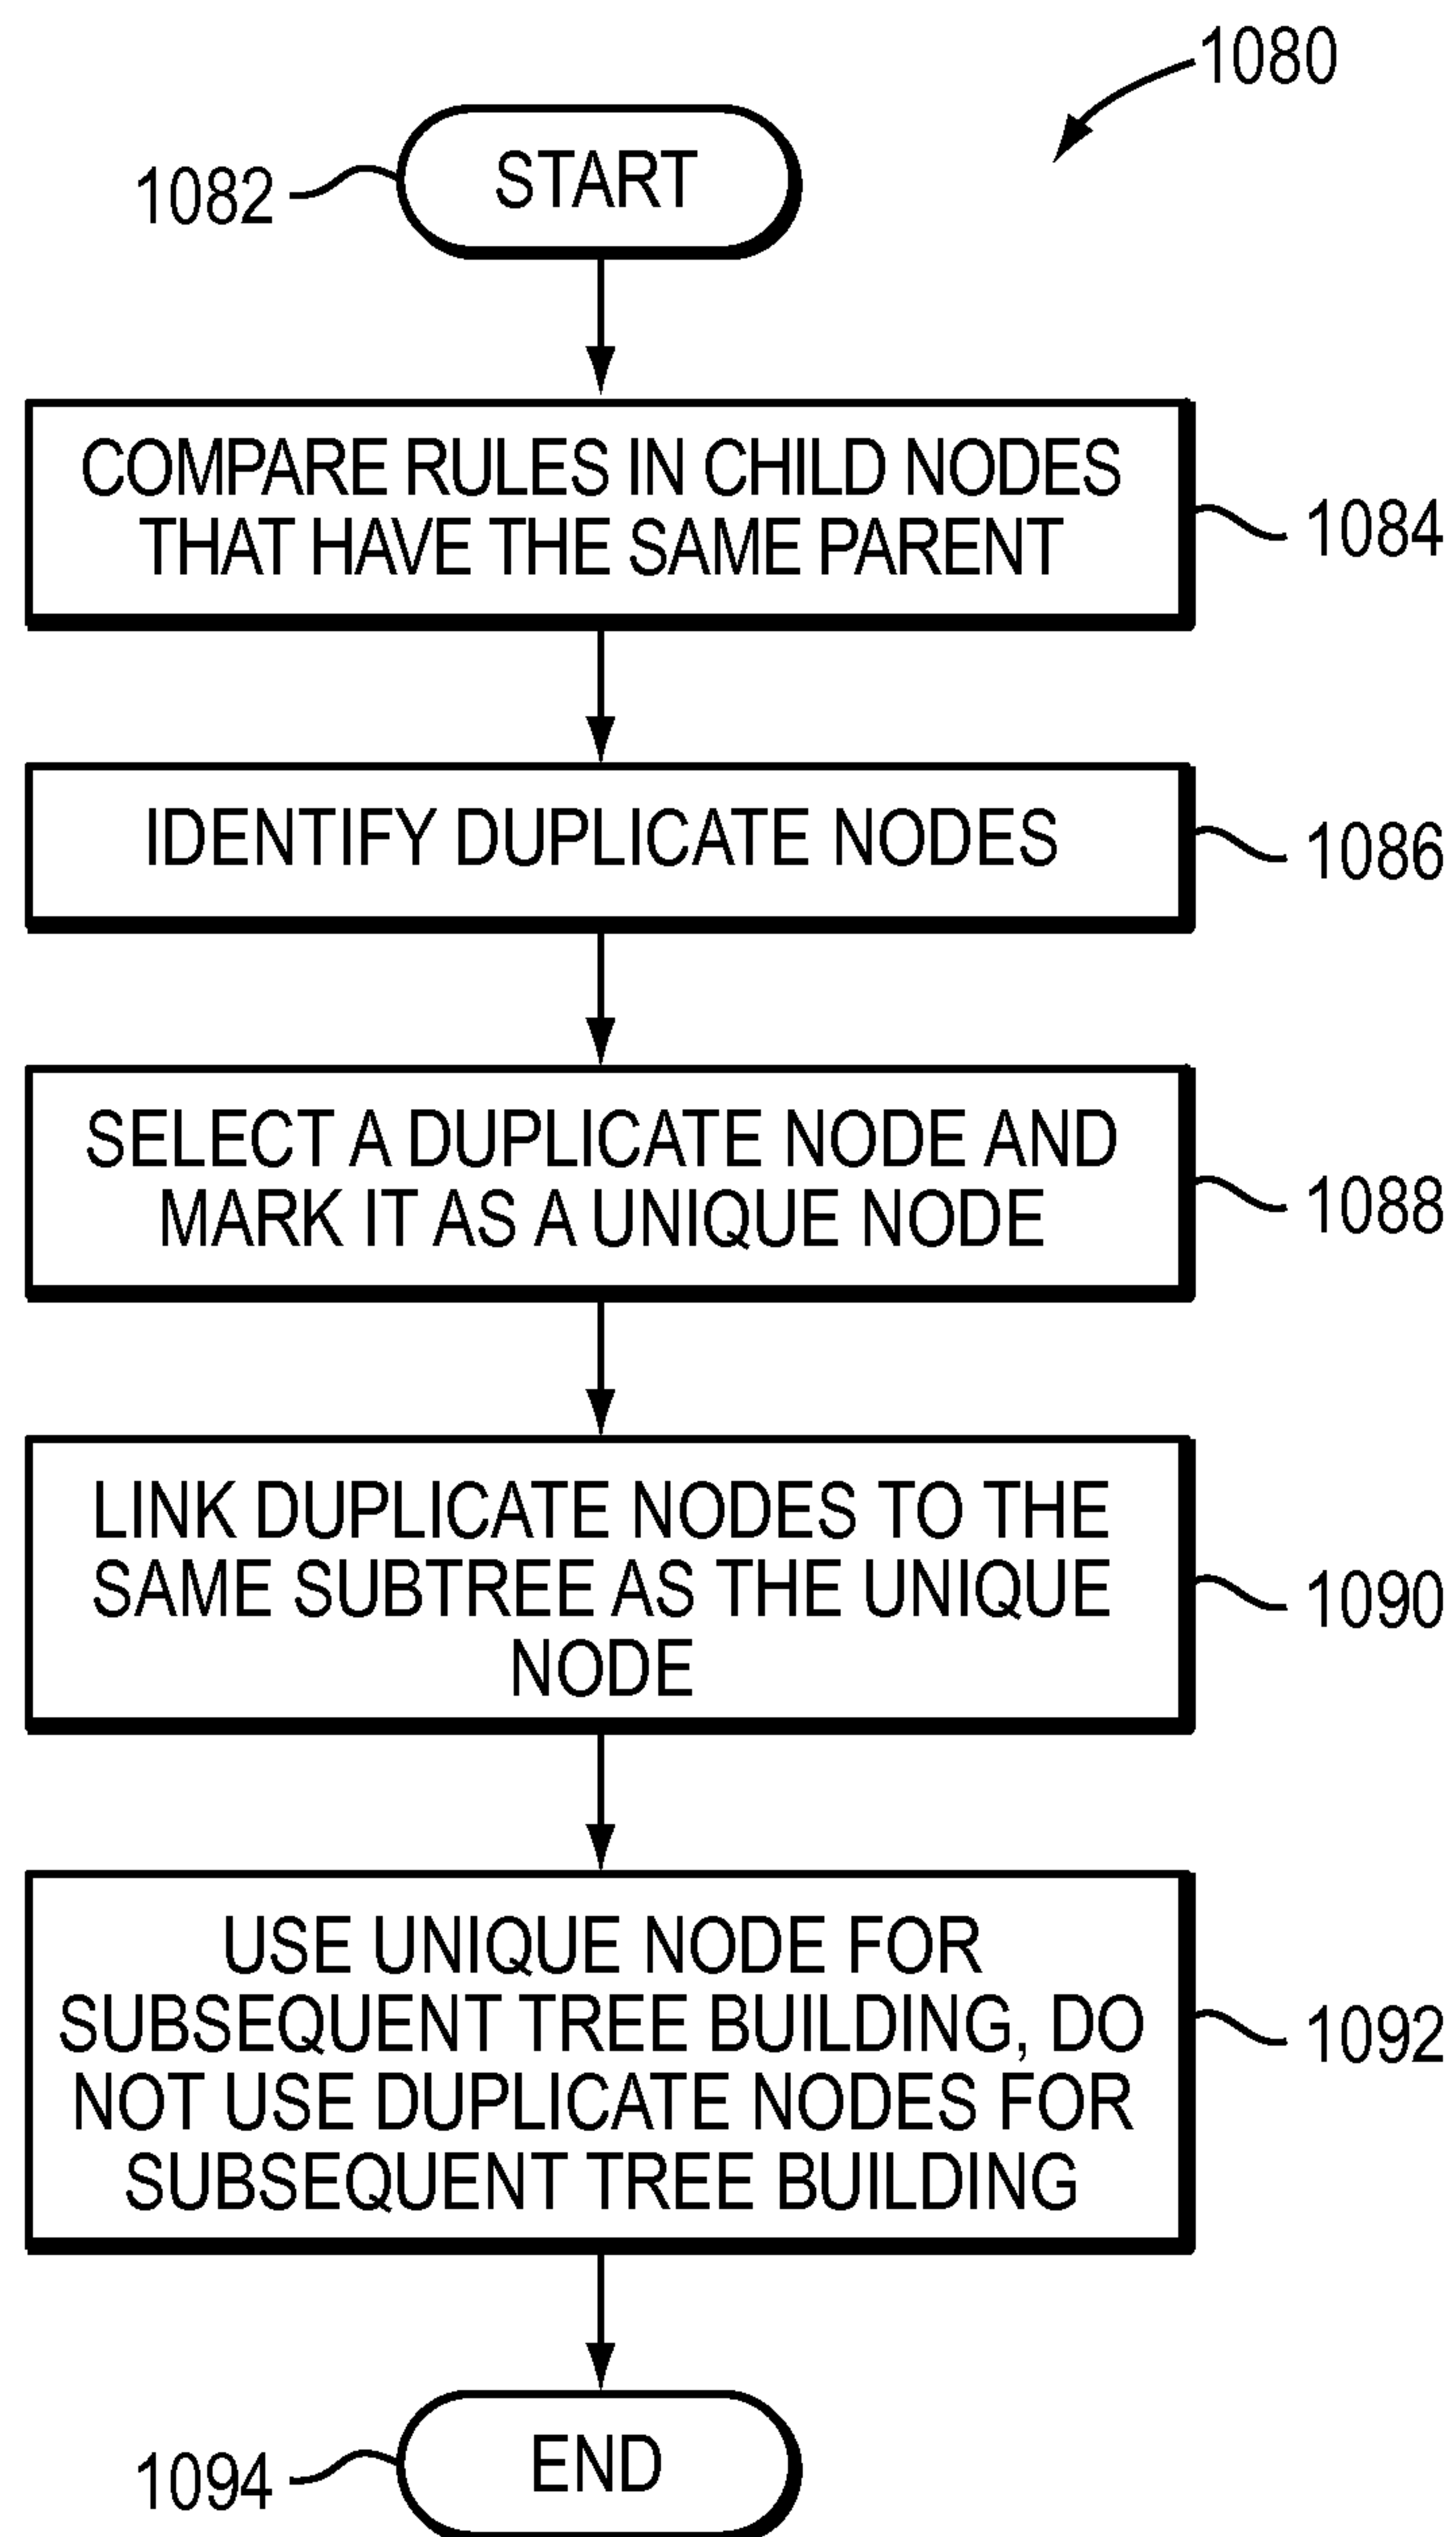 1080
START
1082
COMPARE RULES IN CHILD NODES
THAT HAVE THE SAME PARENT
1084
IDENTIFY DUPLICATE NODES
1086
SELECT A DUPLICATE NODE AND
MARK IT AS A UNIQUE NODE
1088
LINK DUPLICATE NODES TO THE
SAME SUBTREE AS THE UNIQUE
NODE
1090
USE UNIQUE NODE FOR
SUBSEQUENT TREE BUILDING, DO
NOT USE DUPLICATE NODES FOR
SUBSEQUENT TREE BUILDING
1092
END
1094